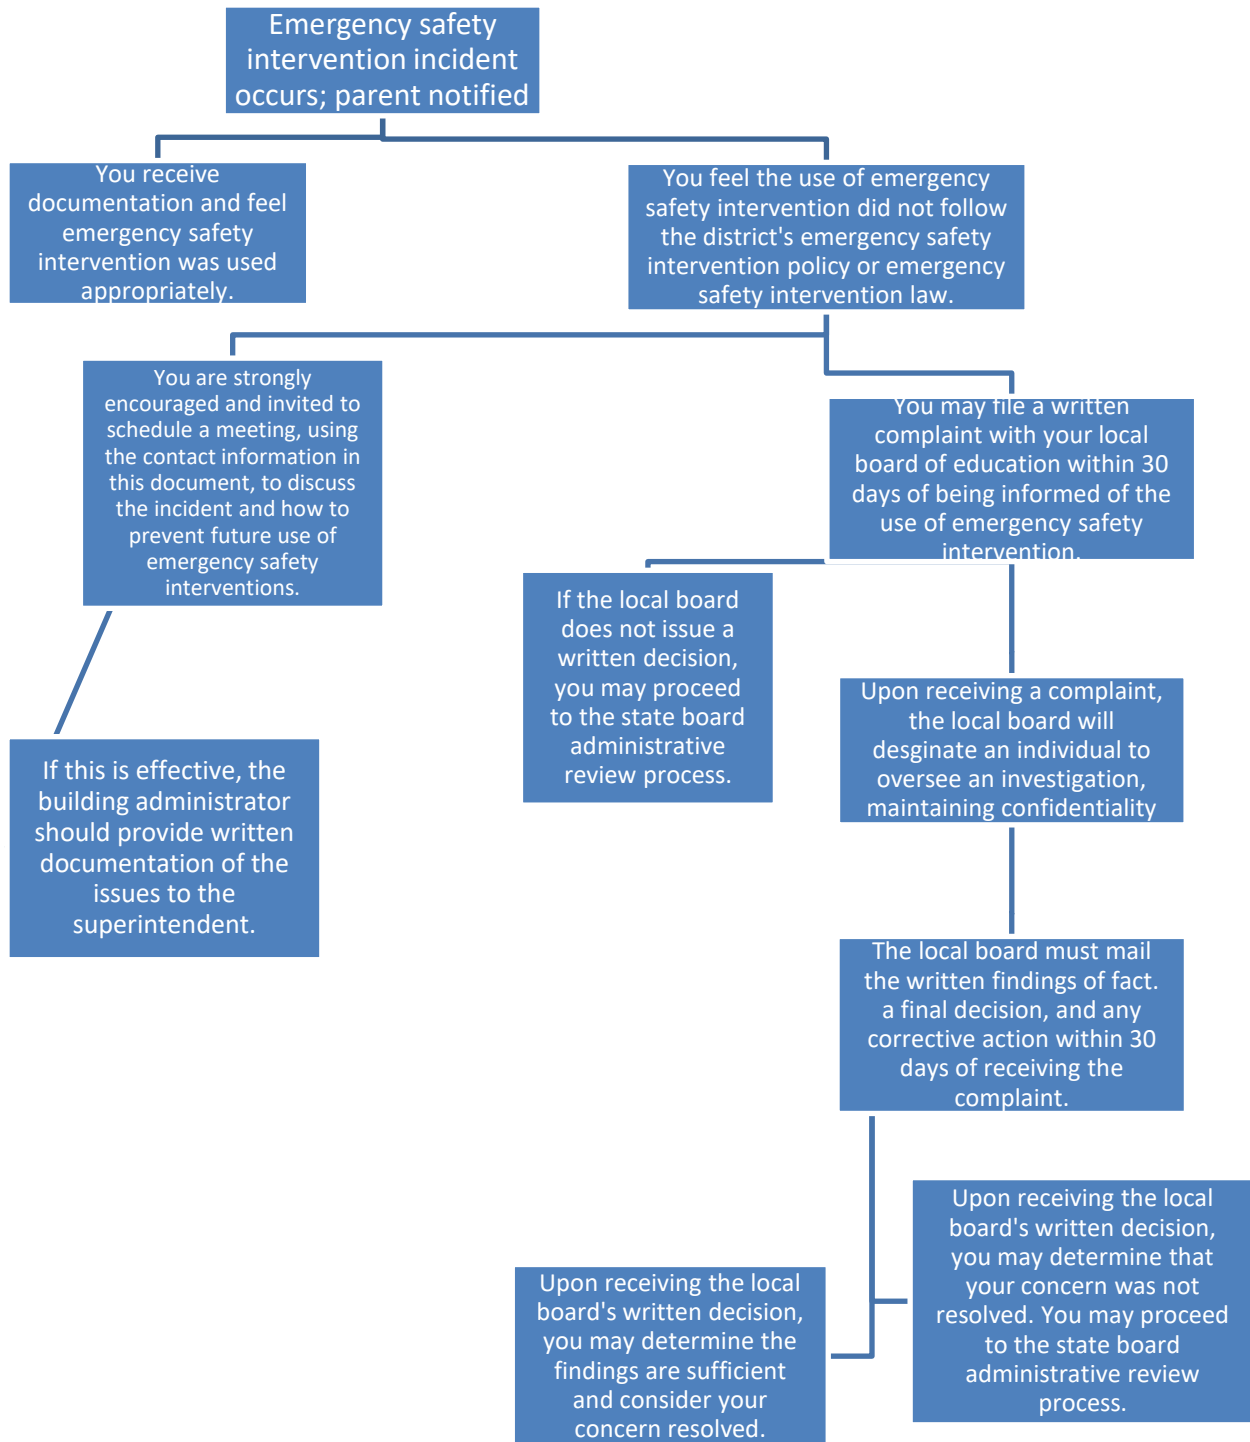 Emergency safety
intervention incident
occurs; parent notified
You receive
documentation and feel
emergency safety
intervention was used
appropriately.
You feel the use of emergency
safety intervention did not follow
the district's emergency safety
intervention policy or emergency
safety intervention law.
You are strongly
encouraged and invited to
schedule a meeting, using
the contact information in
this document, to discuss
the incident and how to
prevent future use of
emergency safety
interventions.
You may file a written
complaint with your local
board of education within 30
days of being informed of the
use of emergency safety
intervention.
If the local board
does not issue a
written decision,
you may proceed
to the state board
administrative
review process.
Upon receiving a complaint,
the local board will
desginate an individual to
oversee an investigation,
maintaining confidentiality
If this is effective, the
building administrator
should provide written
documentation of the
issues to the
superintendent.
The local board must mail
the written findings of fact.
a final decision, and any
corrective action within 30
days of receiving the
complaint.
Upon receiving the local
board's written decision,
you may determine that
your concern was not
resolved. You may proceed
to the state board
administrative review
process.
Upon receiving the local
board's written decision,
you may determine the
findings are sufficient
and consider your
concern resolved.